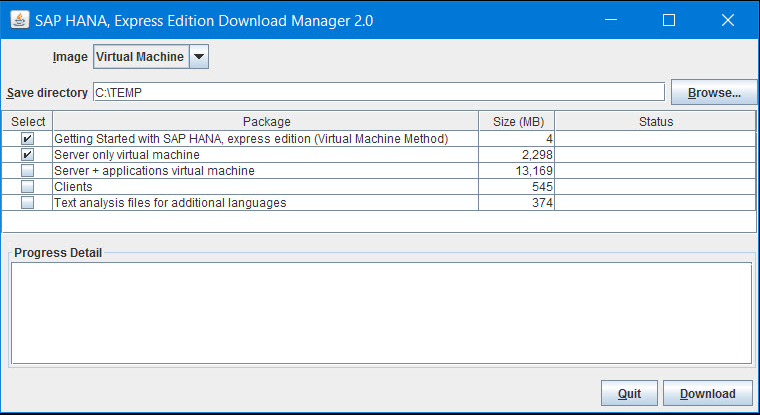 SAP HANA, Express Edition Download Manager 2.0
Image Virtual Machine
Save directory C:\TEMP Browse...
Select Package Size (MB) Status
Getting Started with SAP HANA, express edition (Virtual Machine Method) 4
Server only virtual machine 2,298
Server + applications virtual machine 13,169
Clients 545
Text analysis files for additional languages 374
Progress Detail
Quit Download